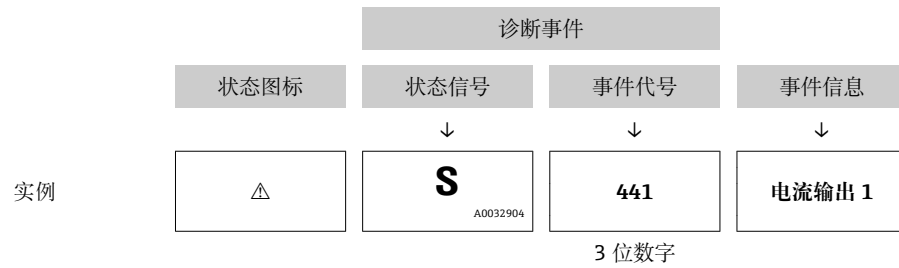 诊断事件
状态图标 状态信号 事件代号 事件信息
↓ ↓ ↓
实例 ⚠ S 441 电流输出 1
A0032904
3 位数字